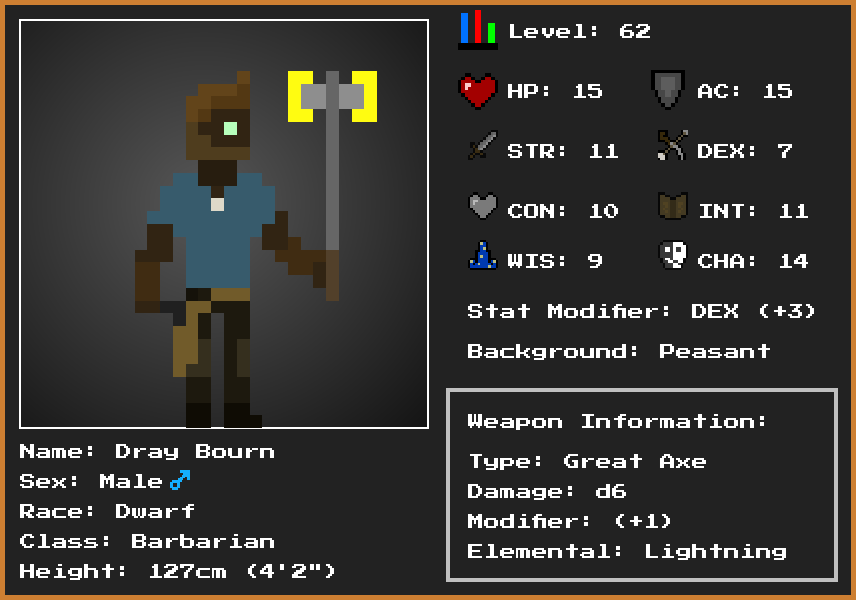 Level: 62
HP: 15
AC: 15
STR: 11
DEX: 7
CON: 10
INT: 11
WIS: 9
CHA: 14
Stat Modifier: DEX (+3)
Background: Peasant
Weapon Information:
Type: Great Axe
Damage: d6
Modifier: (+1)
Elemental: Lightning
Name: Dray Bourn
Sex: Male♂
Race: Dwarf
Class: Barbarian
Height: 127cm (4'2")